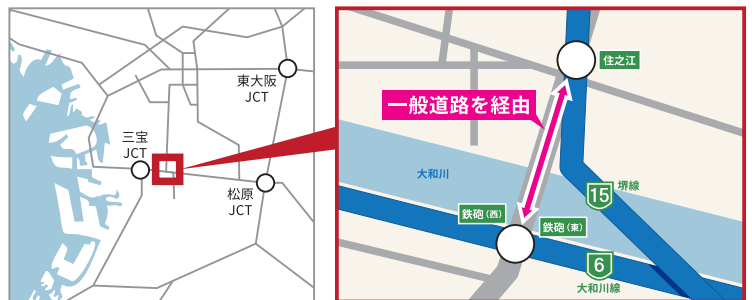 東大阪
JCT
三宝
JCT
松原
JCT
住之江
一般道路を経由
大和川
15
堺線
鉄砲(西)
鉄砲(東)
6
大和川線